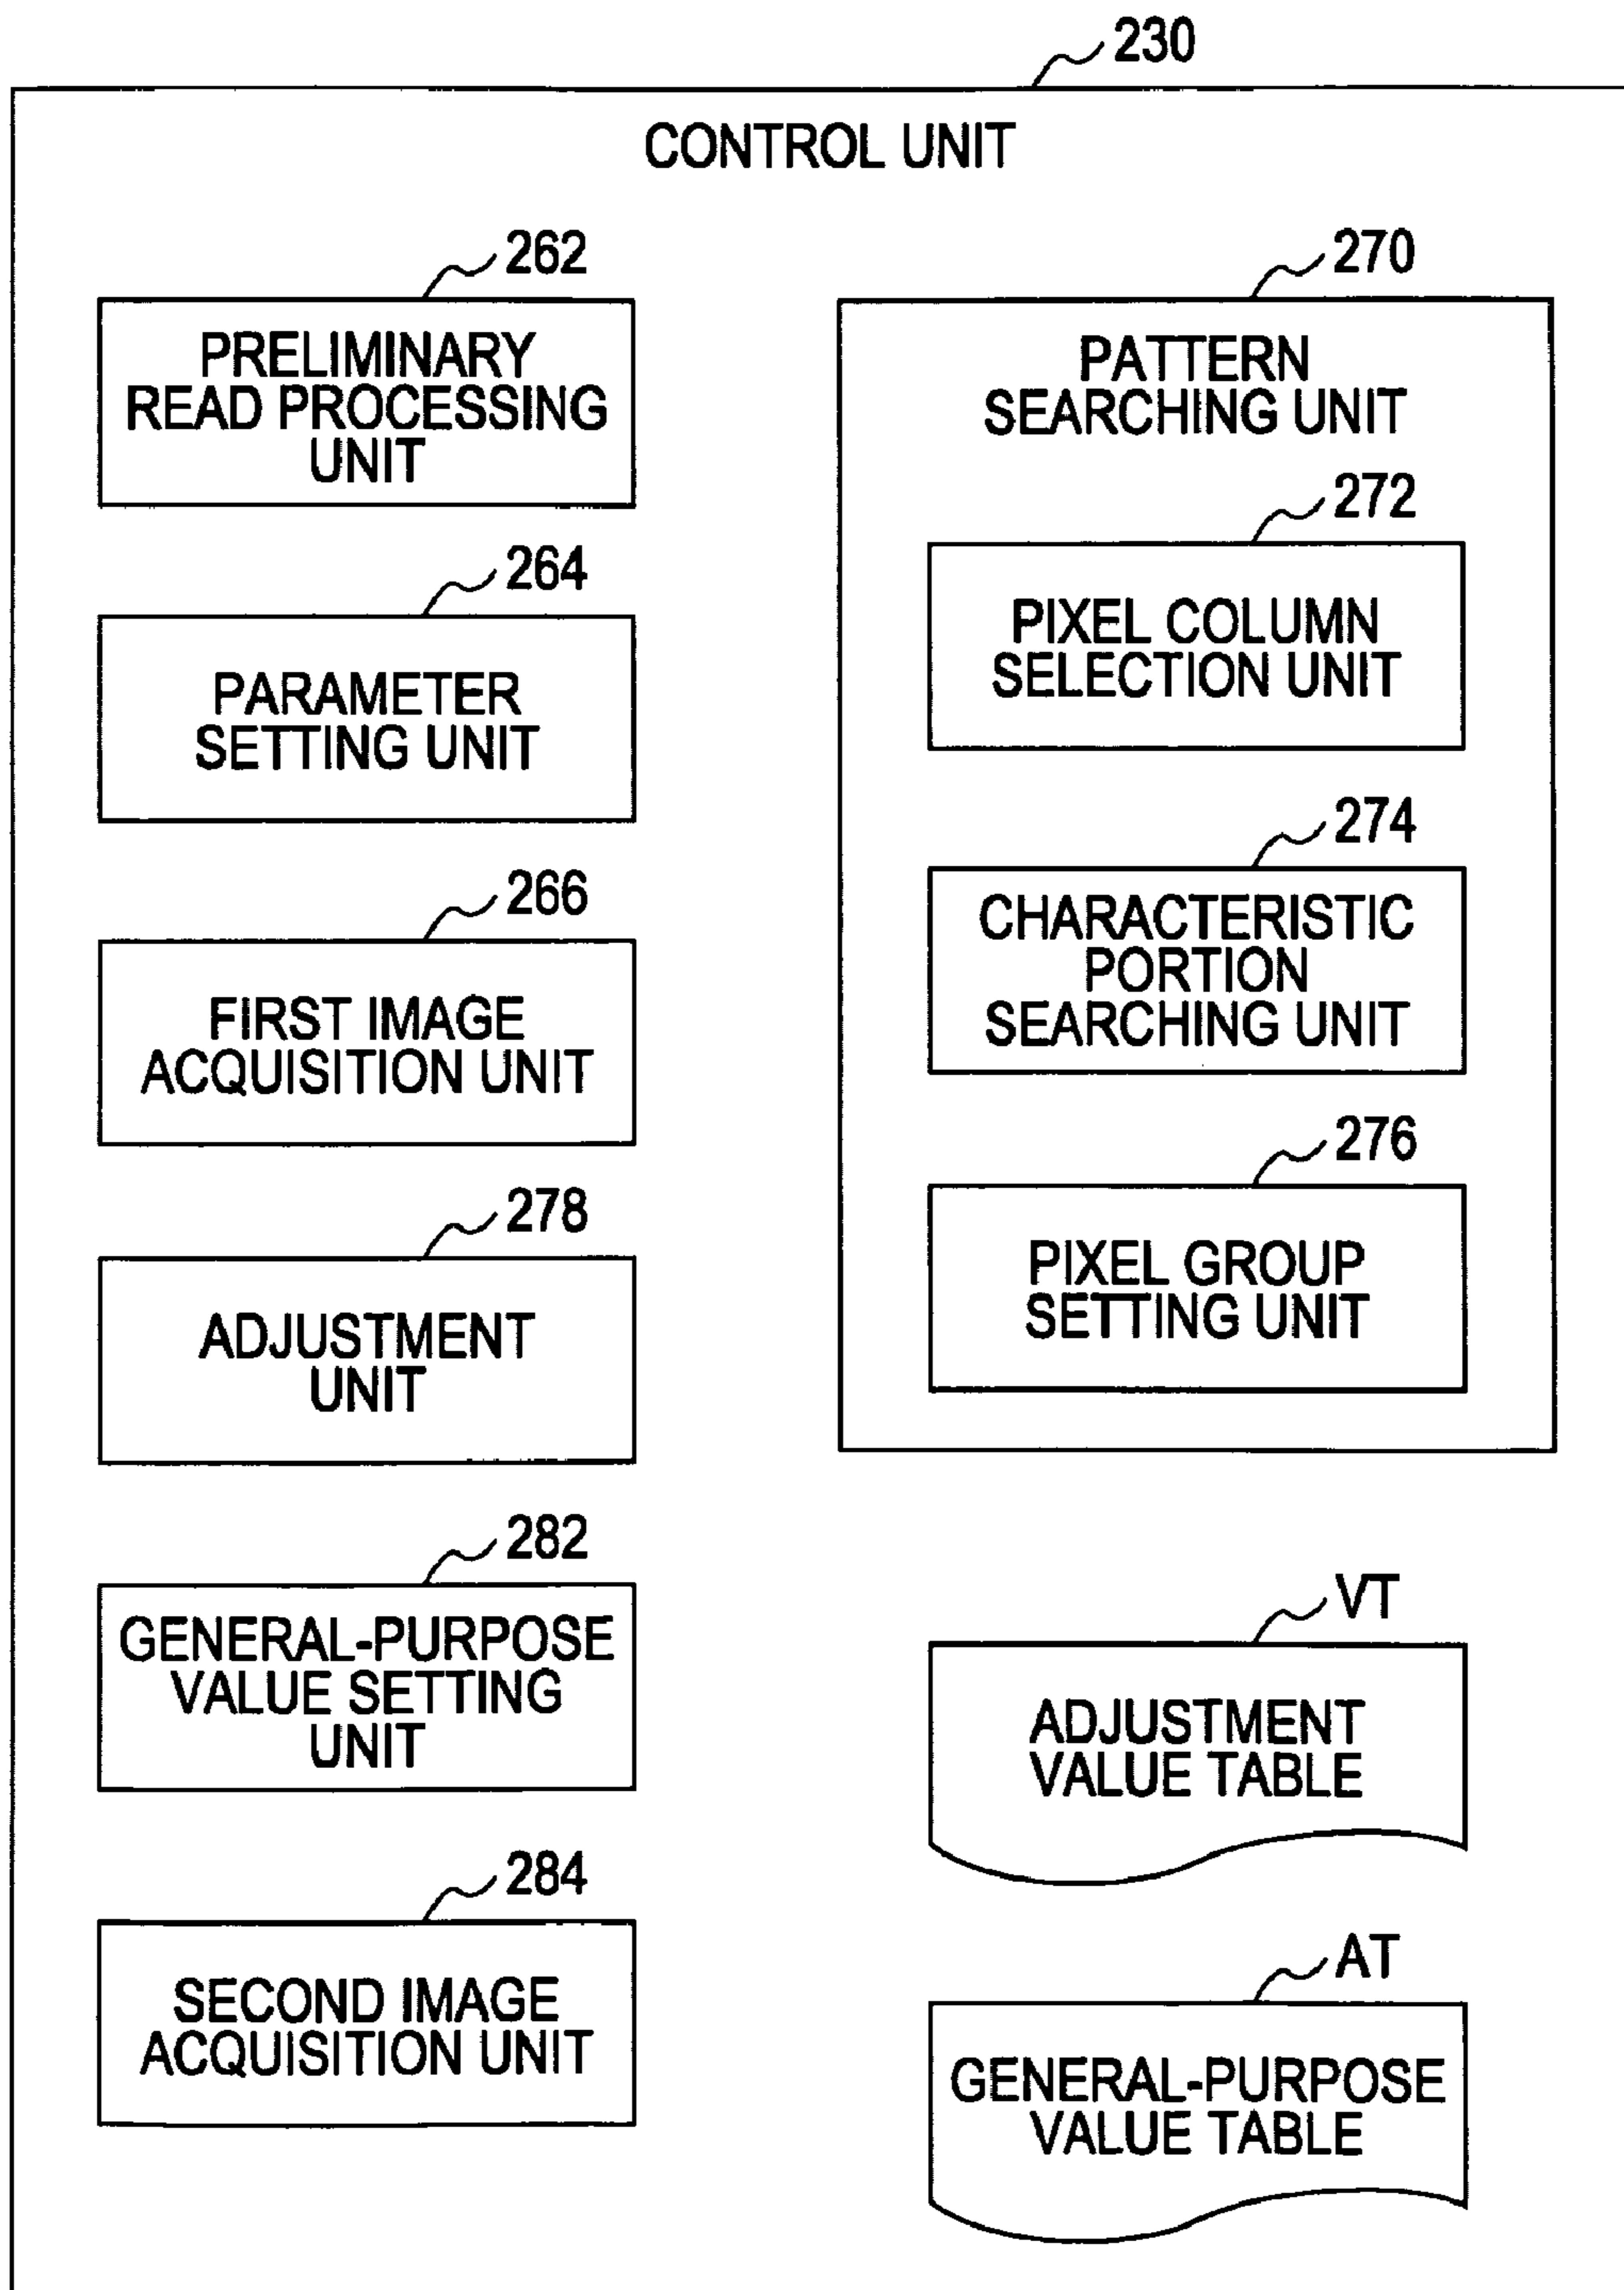 230
CONTROL UNIT
262
PRELIMINARY
READ PROCESSING
UNIT
264
PARAMETER
SETTING UNIT
266
FIRST IMAGE
ACQUISITION UNIT
278
ADJUSTMENT
UNIT
282
GENERAL-PURPOSE
VALUE SETTING
UNIT
284
SECOND IMAGE
ACQUISITION UNIT
270
PATTERN
SEARCHING UNIT
272
PIXEL COLUMN
SELECTION UNIT
274
CHARACTERISTIC
PORTION
SEARCHING UNIT
276
PIXEL GROUP
SETTING UNIT
VT
ADJUSTMENT
VALUE TABLE
AT
GENERAL-PURPOSE
VALUE TABLE